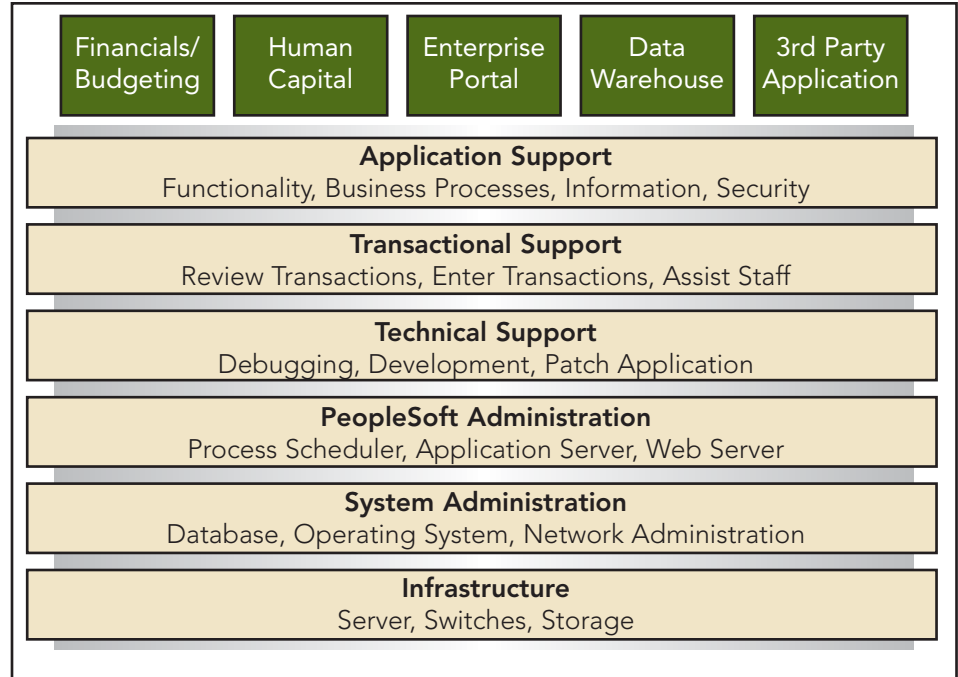 Financials/
Budgeting
Human
Capital
Enterprise
Portal
Data
Warehouse
3rd Party
Application
Application Support
Functionality, Business Processes, Information, Security
Transactional Support
Review Transactions, Enter Transactions, Assist Staff
Technical Support
Debugging, Development, Patch Application
PeopleSoft Administration
Process Scheduler, Application Server, Web Server
System Administration
Database, Operating System, Network Administration
Infrastructure
Server, Switches, Storage